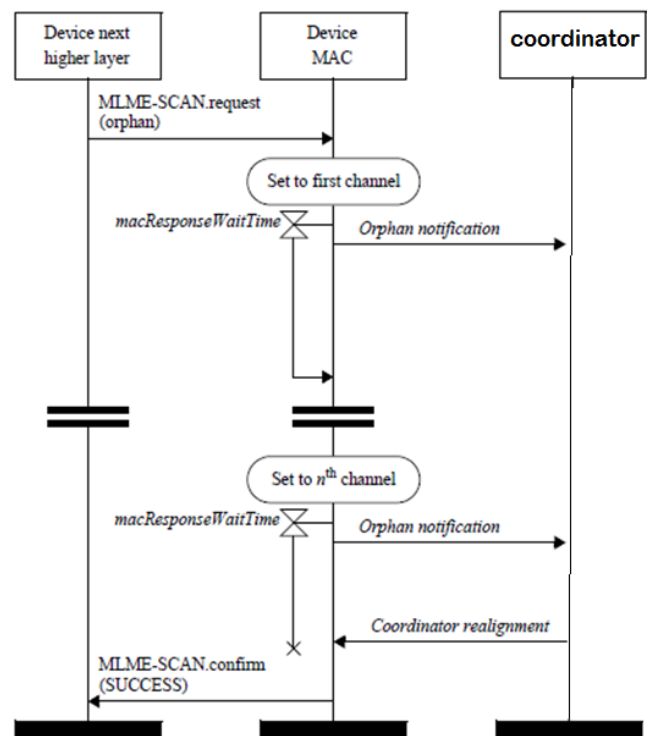 Device next
higher layer
Device
MAC
coordinator
MLME-SCAN.request
(orphan)
Set to first channel
macResponseWaitTime
Orphan notification
Set to nth channel
macResponseWaitTime
Orphan notification
Coordinator realignment
MLME-SCAN.confirm
(SUCCESS)